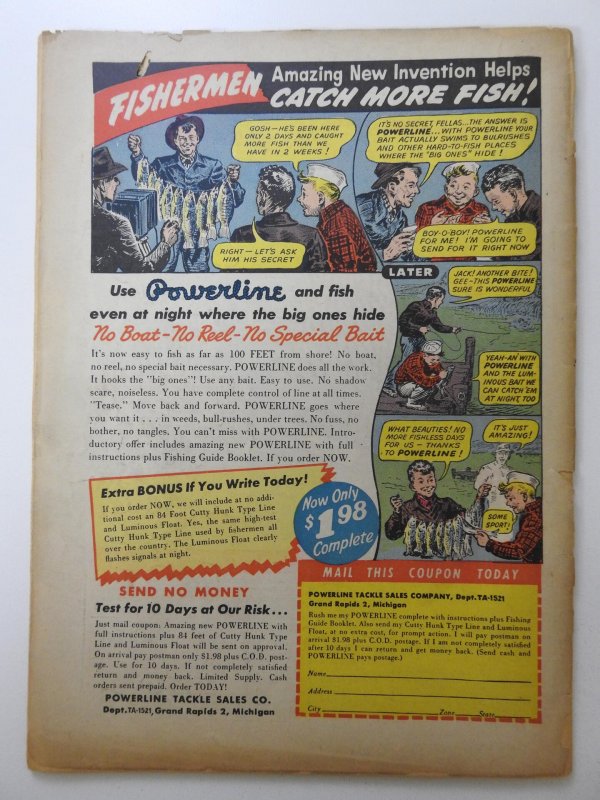 FISHERMEN
Amazing New Invention Helps
CATCH MORE FISH!
GOSH - HE'S BEEN HERE
ONLY 2 DAYS AND CAUGHT
MORE FISH THAN WE
HAVE IN 2 WEEKS!
RIGHT - LET'S ASK
HIM HIS SECRET
IT'S NO SECRET, FELLAS...THE ANSWER IS
POWERLINE... WITH POWERLINE YOUR
BAIT ACTUALLY SWIMS TO BULRUSHES
AND OTHER HARD-TO-FISH PLACES
WHERE THE "BIG ONES" HIDE!
BOY-O-BOY! POWERLINE
FOR ME! I'M GOING TO
SEND FOR IT RIGHT NOW
LATER
JACK! ANOTHER BITE!
GEE-THIS POWERLINE
SURE IS WONDERFUL
YEAH-AN' WITH
POWERLINE
AND THE LUM-
INOUS BAIT WE
CAN CATCH 'EM
AT NIGHT, TOO
WHAT BEAUTIES! NO
MORE FISHLESS DAYS
FOR US - THANKS
TO POWERLINE!
IT'S JUST
AMAZING!
SOME
SPORT!
Use Powerline and fish
even at night where the big ones hide
No Boat-No Reel-No Special Bait
It's now easy to fish as far as 100 FEET from shore! No boat,
no reel, no special bait necessary. POWERLINE does all the work.
It hooks the "big ones"! Use any bait. Easy to use. No shadow
scare, noiseless. You have complete control of line at all times.
"Tease." Move back and forward. POWERLINE goes where
you want it . . . in weeds, bull-rushes, under trees. No fuss, no
bother, no tangles. You can't miss with POWERLINE. Intro-
ductory offer includes amazing new POWERLINE with full
instructions plus Fishing Guide Booklet. If you order NOW.
Extra BONUS If You Write Today!
If you order NOW, we will include at no addi-
tional cost an 84 Foot Cutty Hunk Type Line
and Luminous Float. Yes, the same high-test
Cutty Hunk Type Line used by fishermen all
over the country. The Luminous Float clearly
flashes signals at night.
Now Only
$1.98
Complete
SEND NO MONEY
Test for 10 Days at Our Risk...
Just mail coupon. Amazing new POWERLINE with
full instructions plus 84 feet of Cutty Hunk Type
Line and Luminous Float will be sent on approval.
On arrival pay postman only $1.98 plus C.O.D. post-
age. Use for 10 days. If not completely satisfied
return and money back. Limited Supply. Cash
orders sent prepaid. Order TODAY!
POWERLINE TACKLE SALES CO.
Dept. TA-1521, Grand Rapids 2, Michigan
MAIL THIS COUPON TODAY
POWERLINE TACKLE SALES COMPANY, Dept. TA-1521
Grand Rapids 2, Michigan
Rush me my POWERLINE complete with instructions plus Fishing
Guide Booklet. Also send my Cutty Hunk Type Line and Luminous
Float, at no extra cost, for prompt action. I will pay postman on
arrival $1.98 plus C.O.D. postage. If I am not completely satisfied
after 10 days I can return and get money back. (Send cash and
POWERLINE pays postage.)
Name
Address
City Zone State